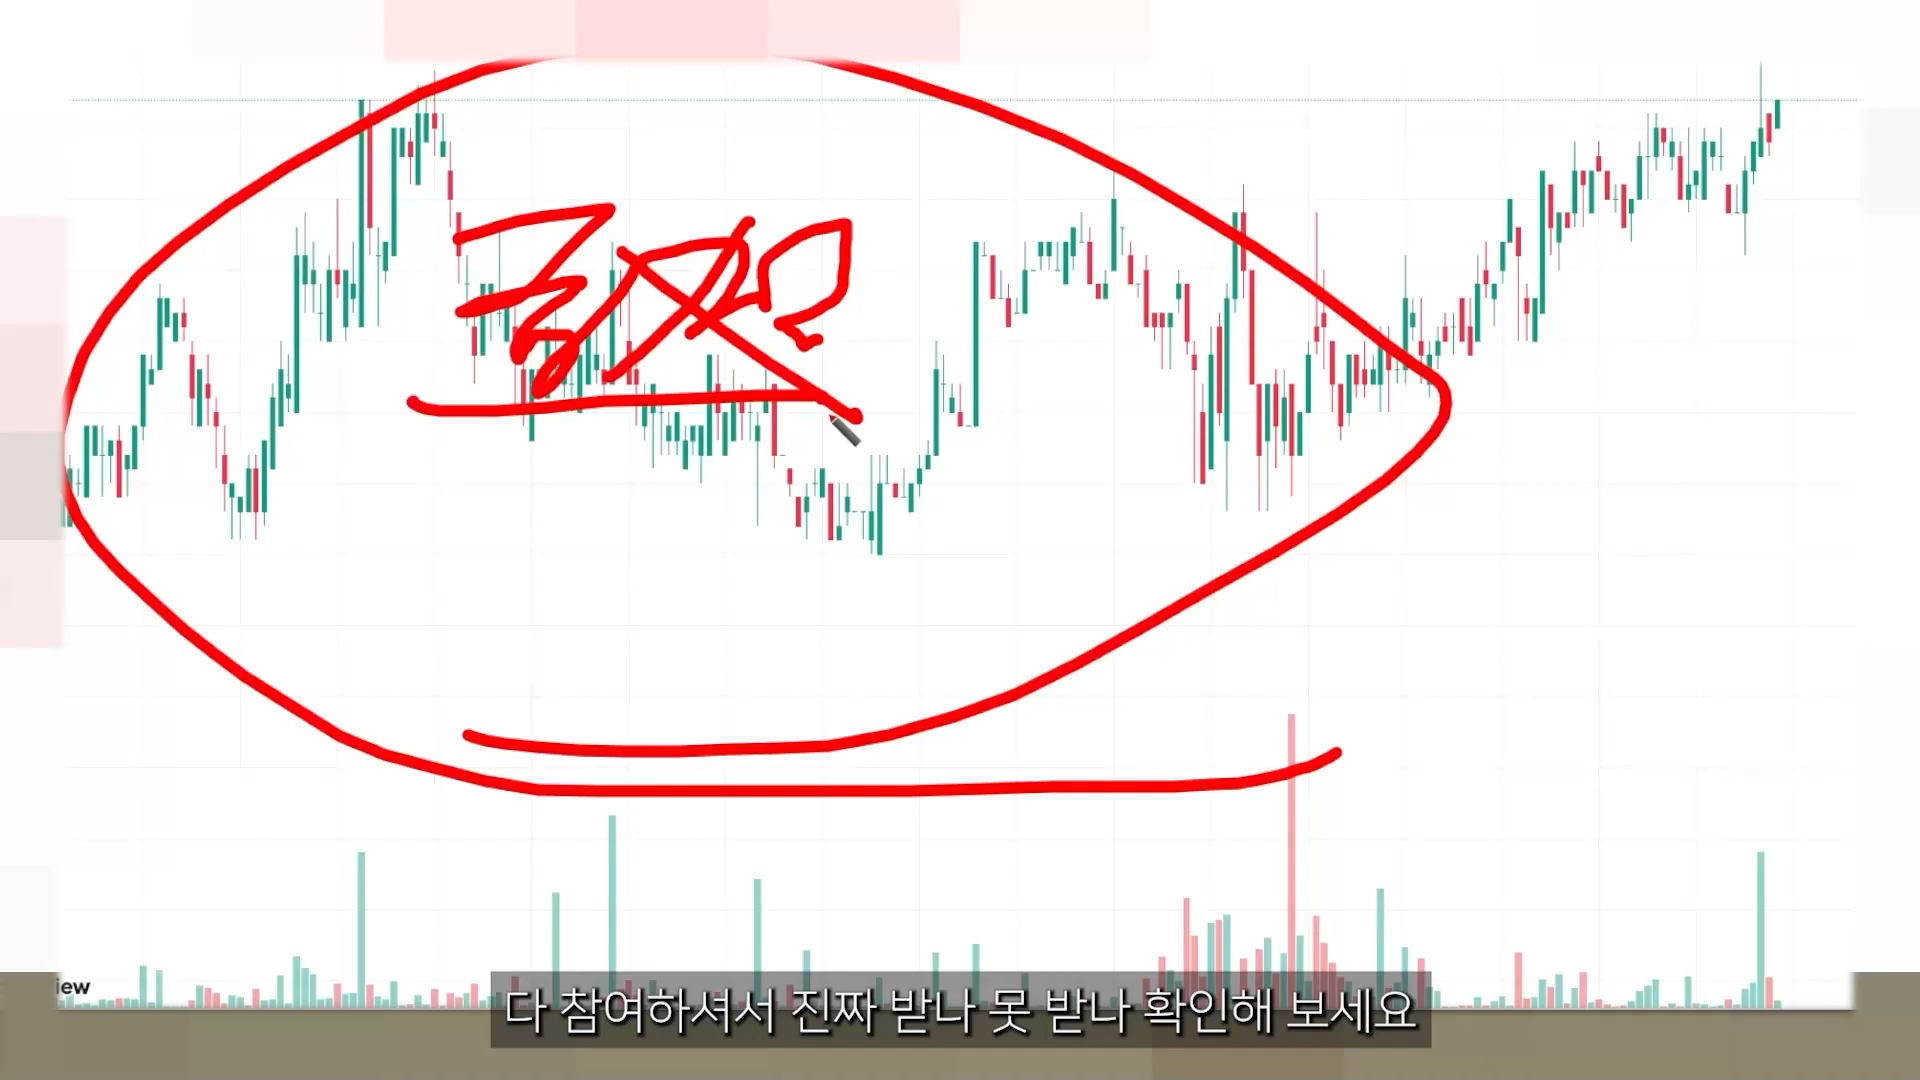 iew
다 참여하셔서 진짜 받나 못 받나 확인해 보세요